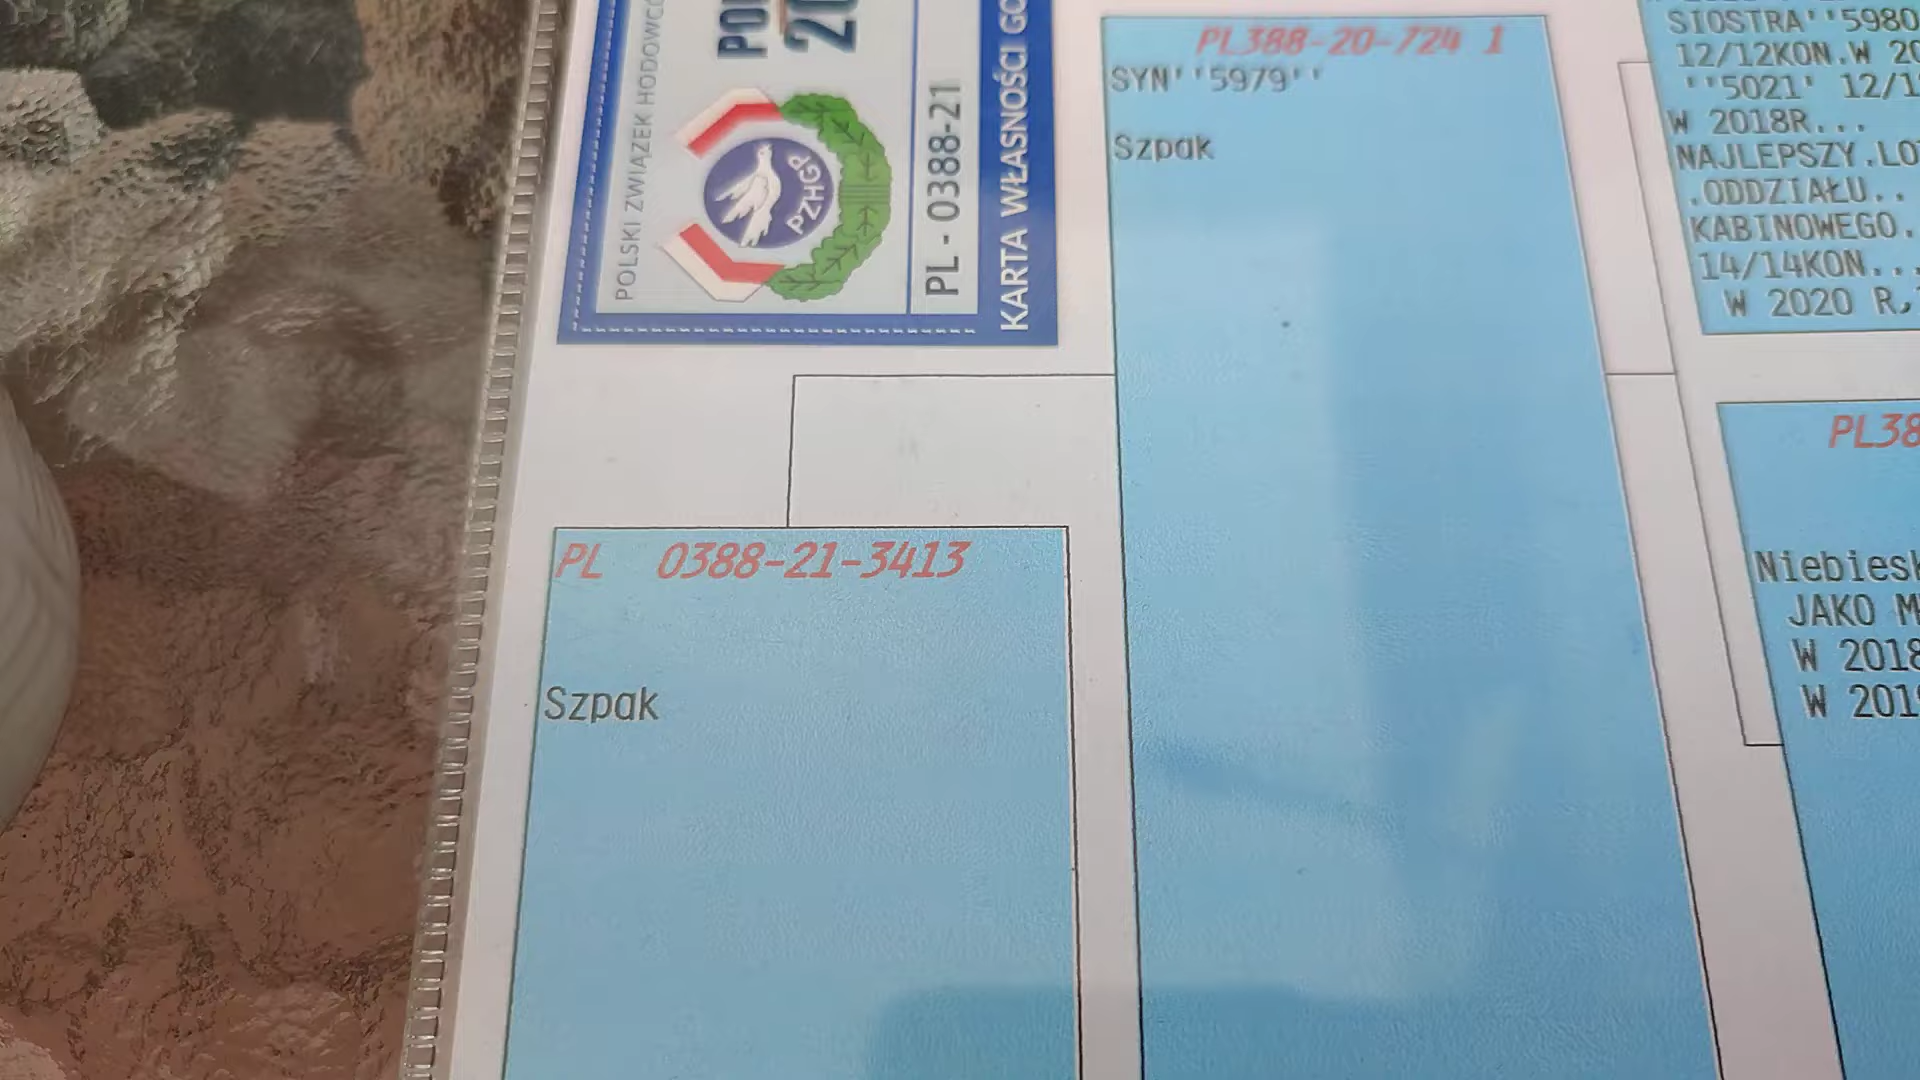 POLSKI ZWIĄZEK HODOWCÓ
20
PZHGP
PL - 0388-21
KARTA WŁASNOŚCI GO
PL 0388-21-3413
Szpak
PL388-20-724 1
SYN''5979''
Szpak
SIOSTRA''5980
12/12KON.W 20
''5021' 12/1
W 2018R...
NAJLEPSZY.LO
.ODDZIAŁU..
KABINOWEGO.
14/14KON...
W 2020 R,
PL38
Niebiesk
JAKO M
W 2018
W 201